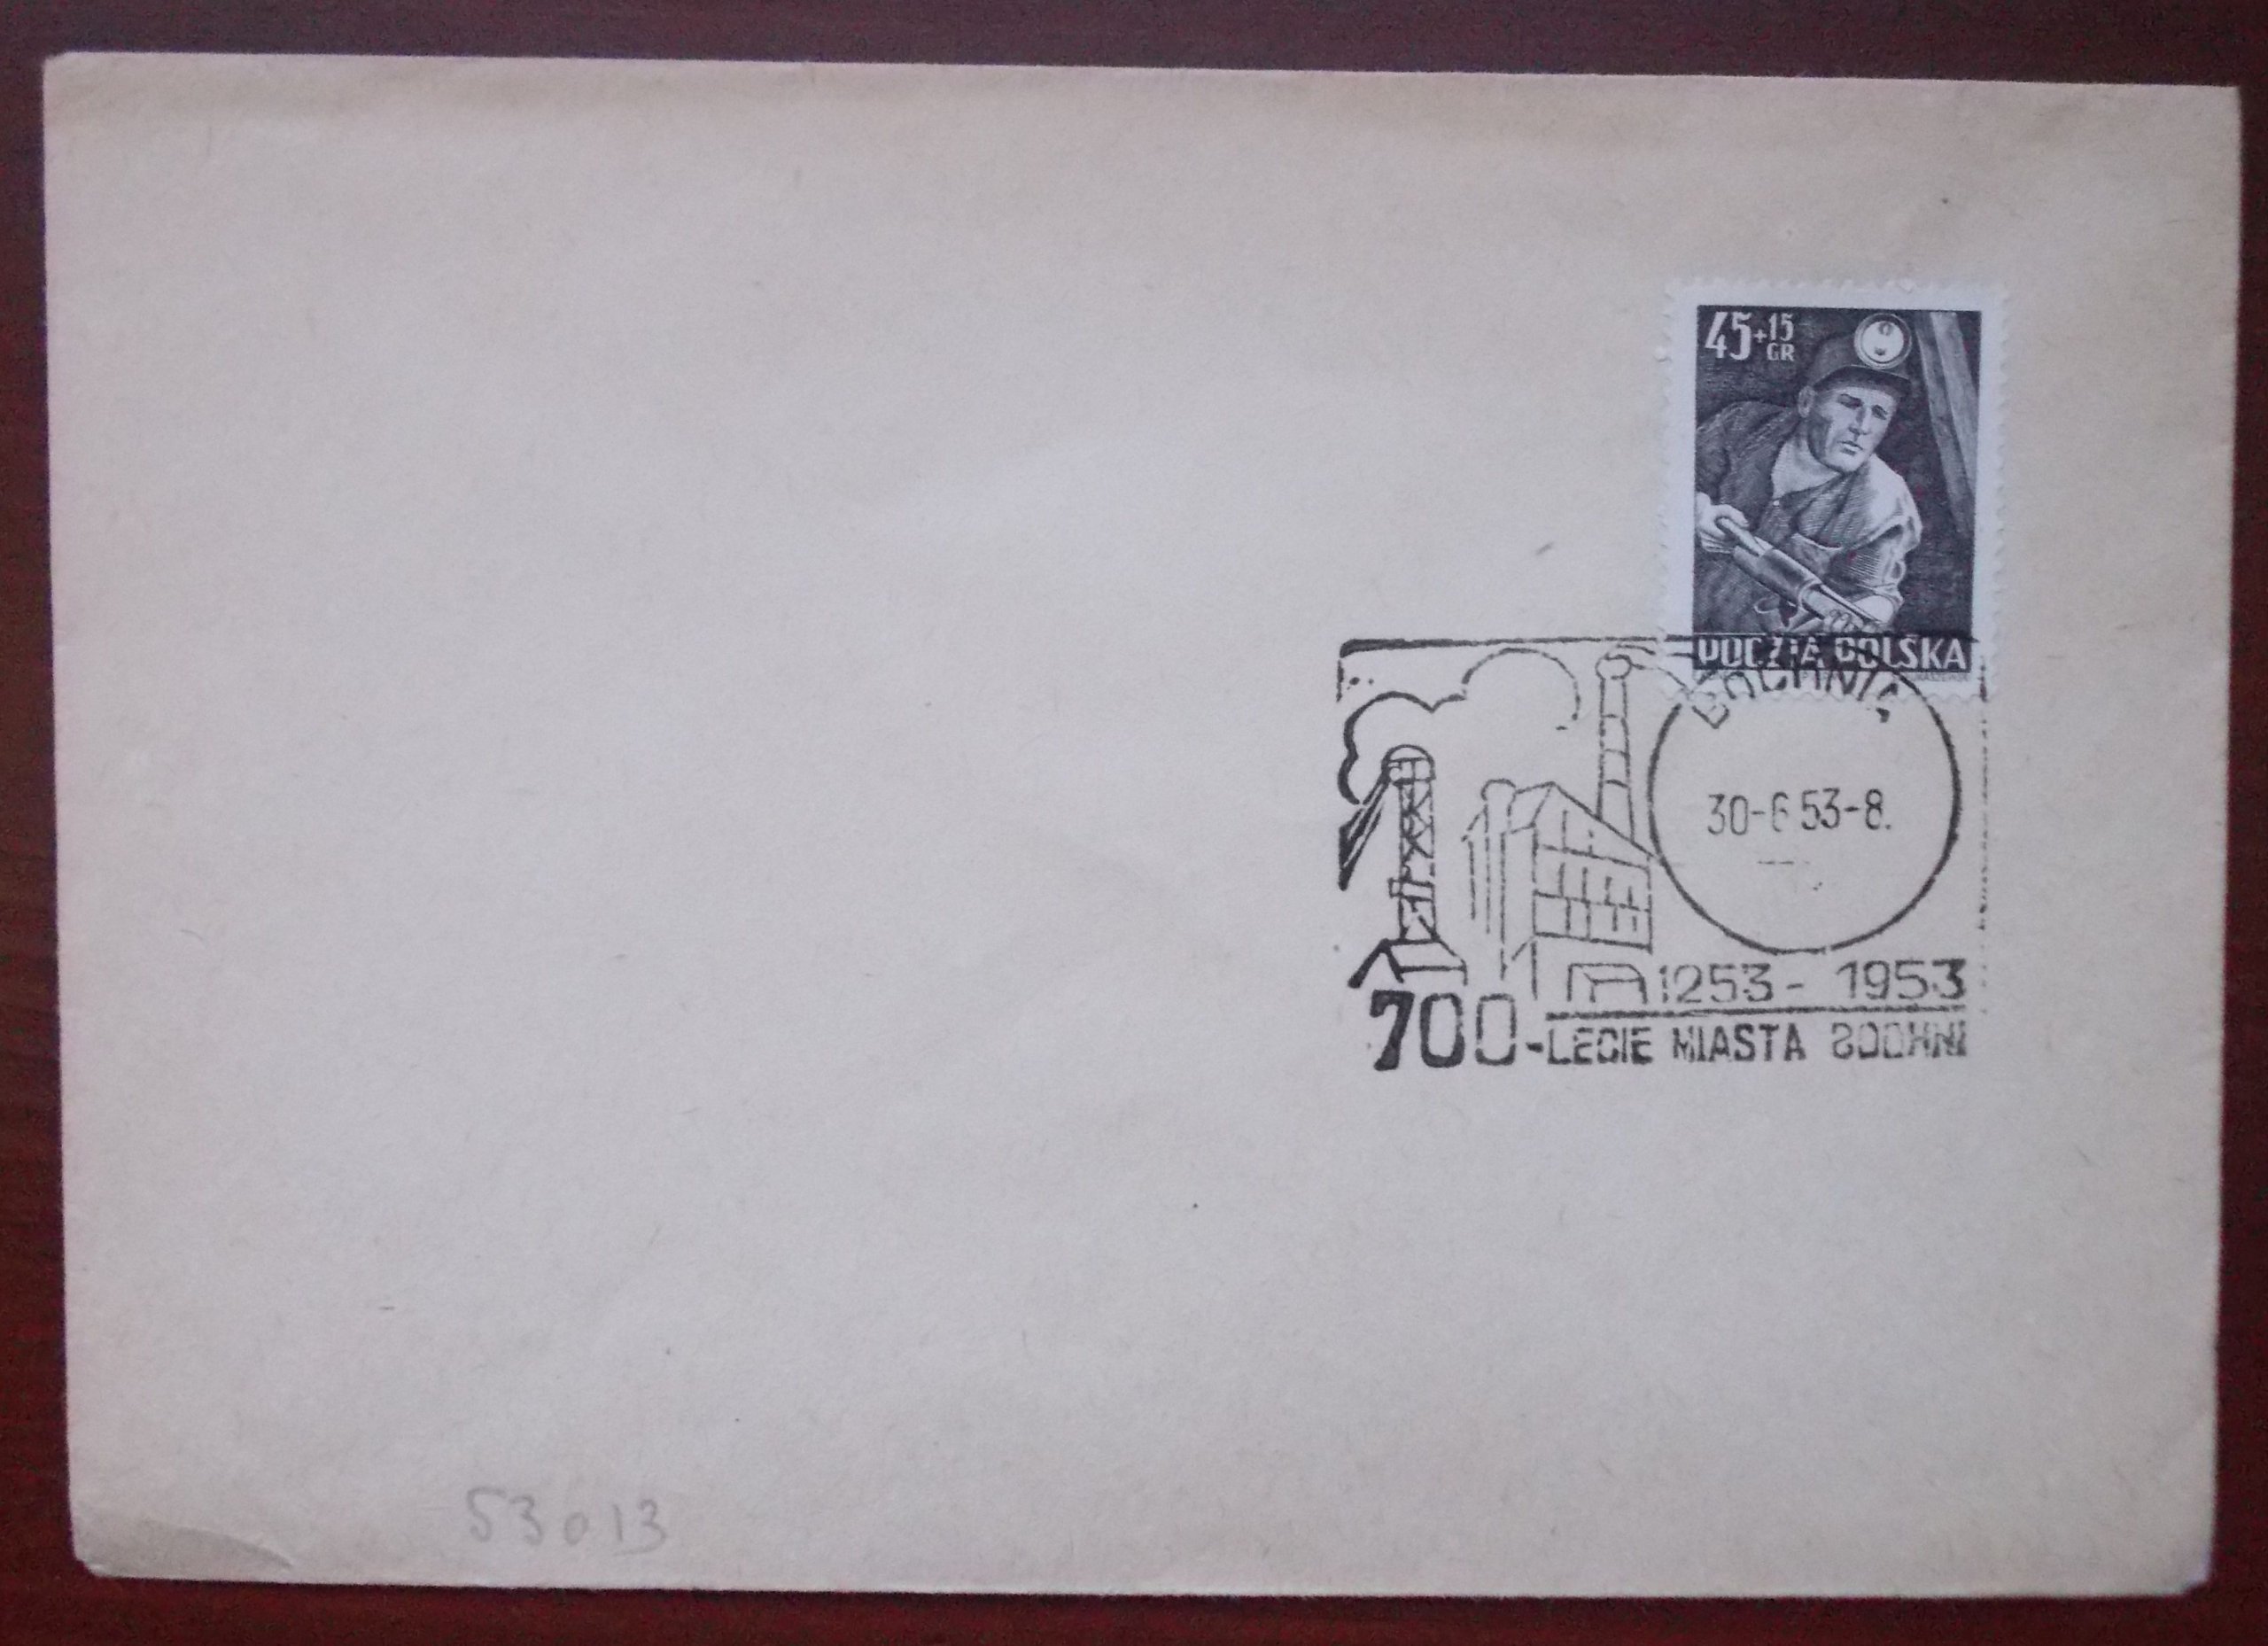 45+15
GR
POCZTA POLSKA
BOCHNIA
30-6 53-8.
1253 - 1953
700-LECIE MIASTA BOCHNI
53013